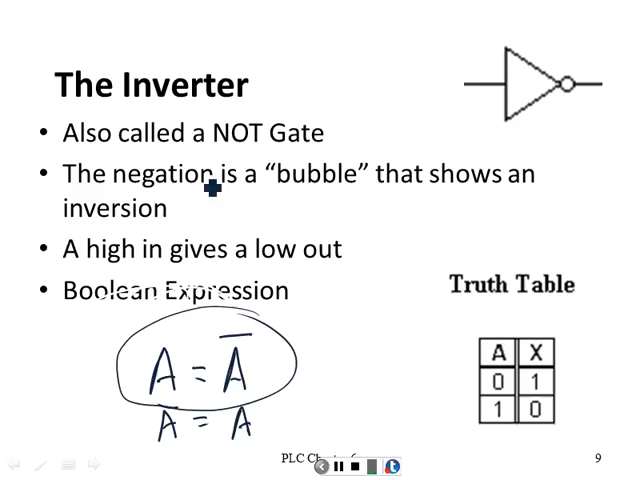 The Inverter
• Also called a NOT Gate
• The negation is a “bubble” that shows an
inversion
• A high in gives a low out
• Boolean Expression
A = A̅
A̅ = A
Truth Table
A X
0 1
1 0
PLC
9